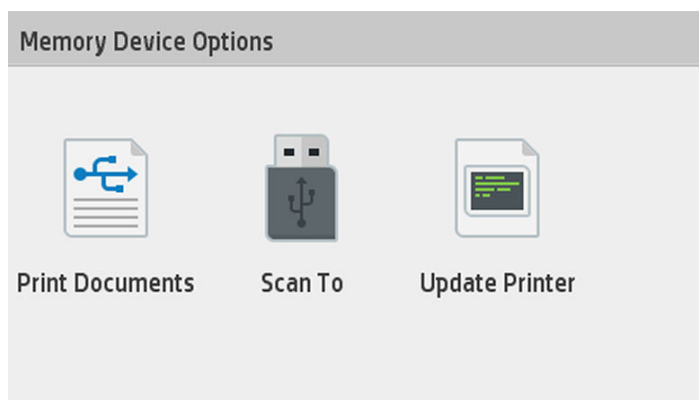 Memory Device Options
Print Documents
Scan To
Update Printer